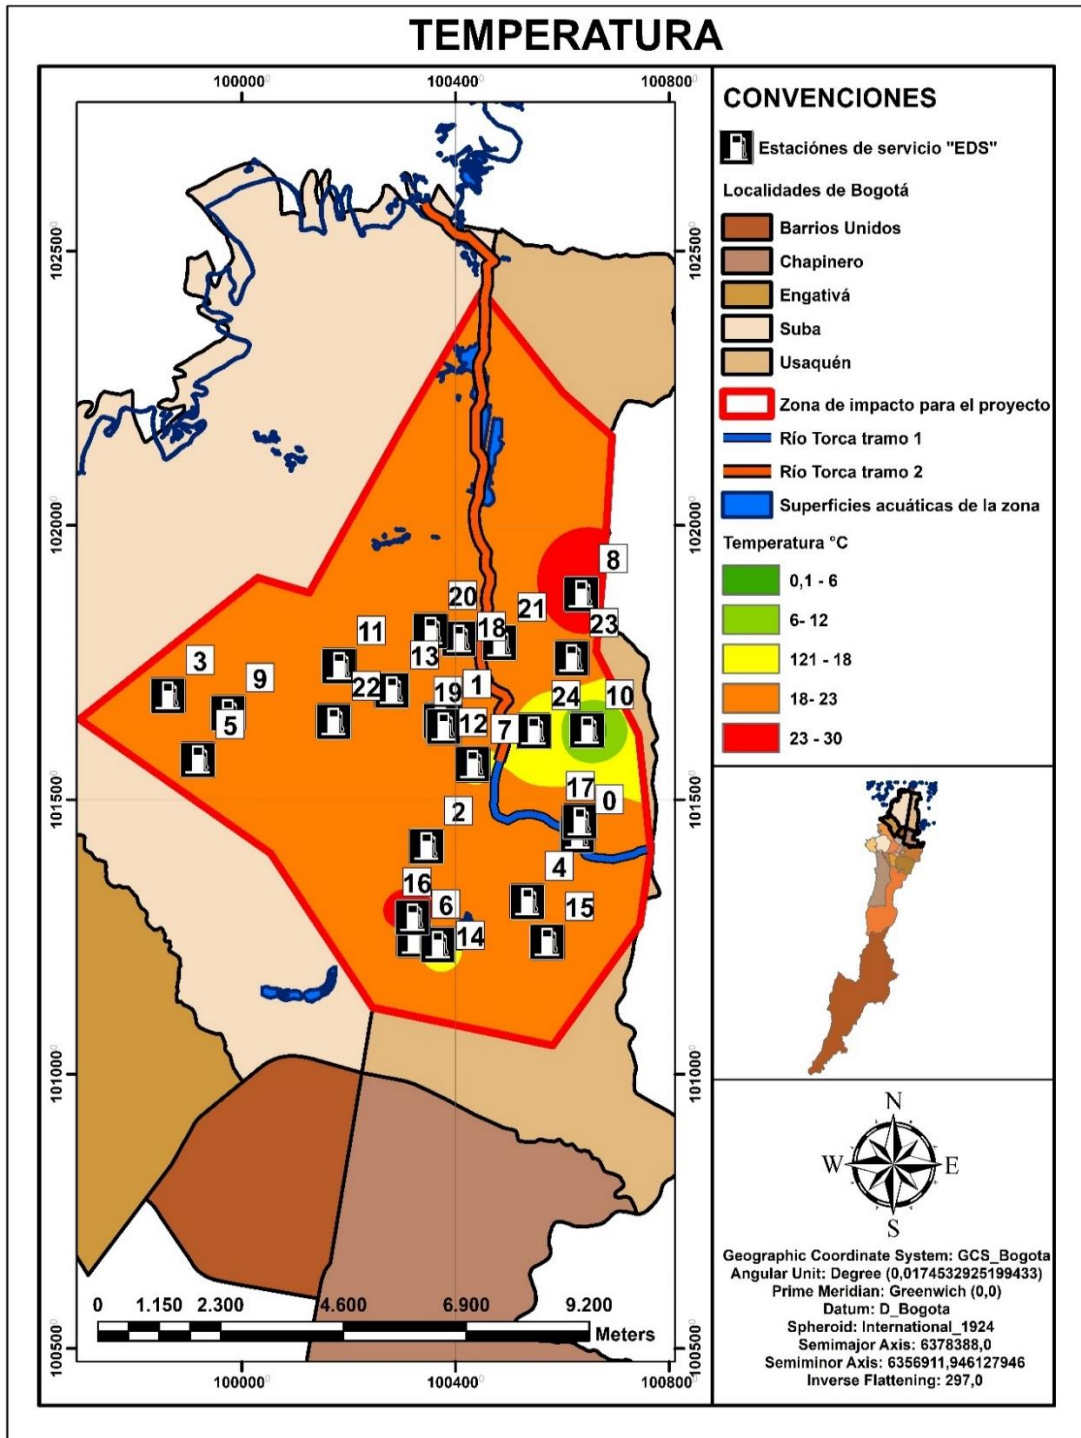 TEMPERATURA
100000
100400
100800
102500
102000
101500
101000
100500
102500
102000
101500
101000
100500
8
20
21
23
11
18
13
3
9
22
19
1
24
10
5
12
7
17
0
2
4
16
6
15
14
0
1.150
2.300
4.600
6.900
9.200
Meters
100000
100400
100800
CONVENCIONES
Estaciónes de servicio "EDS"
Localidades de Bogotá
Barrios Unidos
Chapinero
Engativá
Suba
Usaquén
Zona de impacto para el proyecto
Río Torca tramo 1
Río Torca tramo 2
Superficies acuáticas de la zona
Temperatura °C
0,1 - 6
6- 12
121 - 18
18- 23
23 - 30
N
W
E
S
Geographic Coordinate System: GCS_Bogota
Angular Unit: Degree (0,0174532925199433)
Prime Meridian: Greenwich (0,0)
Datum: D_Bogota
Spheroid: International_1924
Semimajor Axis: 6378388,0
Semiminor Axis: 6356911,946127946
Inverse Flattening: 297,0